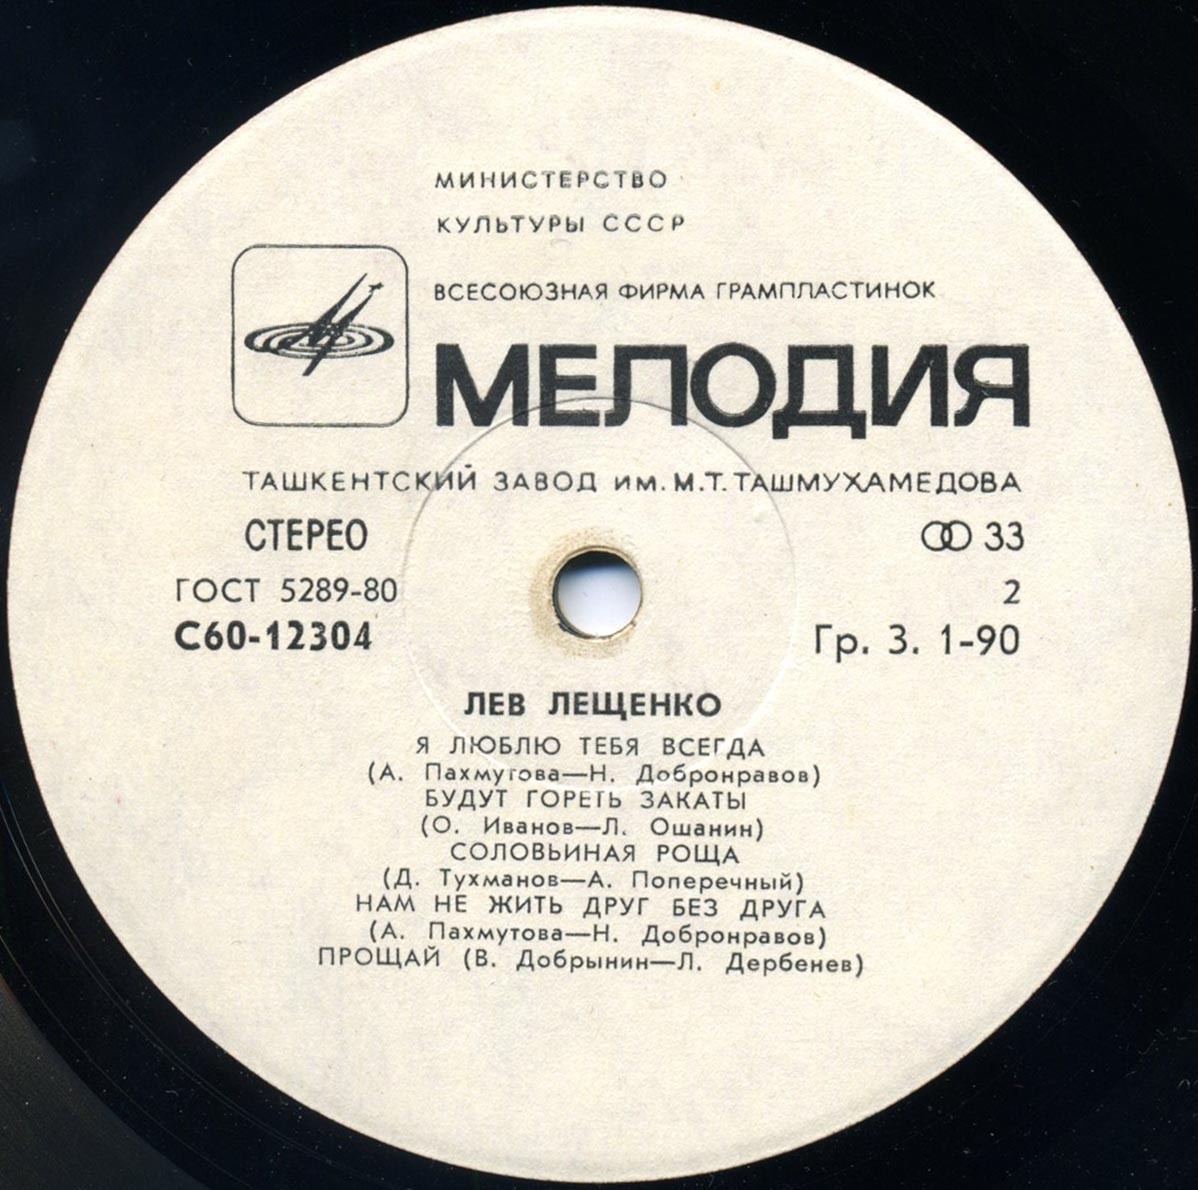 МИНИСТЕРСТВО
КУЛЬТУРЫ СССР
ВСЕСОЮЗНАЯ ФИРМА ГРАМПЛАСТИНОК
МЕЛОДИЯ
ТАШКЕНТСКИЙ ЗАВОД им. М.Т. ТАШМУХАМЕДОВА
СТЕРЕО 33
ГОСТ 5289-80 2
С60-12304 Гр. 3. 1-90
ЛЕВ ЛЕЩЕНКО
Я ЛЮБЛЮ ТЕБЯ ВСЕГДА
(А. Пахмутова—Н. Добронравов)
БУДУТ ГОРЕТЬ ЗАКАТЫ
(О. Иванов—Л. Ошанин)
СОЛОВЬИНАЯ РОЩА
(Д. Тухманов—А. Поперечный)
НАМ НЕ ЖИТЬ ДРУГ БЕЗ ДРУГА
(А. Пахмутова—Н. Добронравов)
ПРОЩАЙ (В. Добрынин—Л. Дербенев)